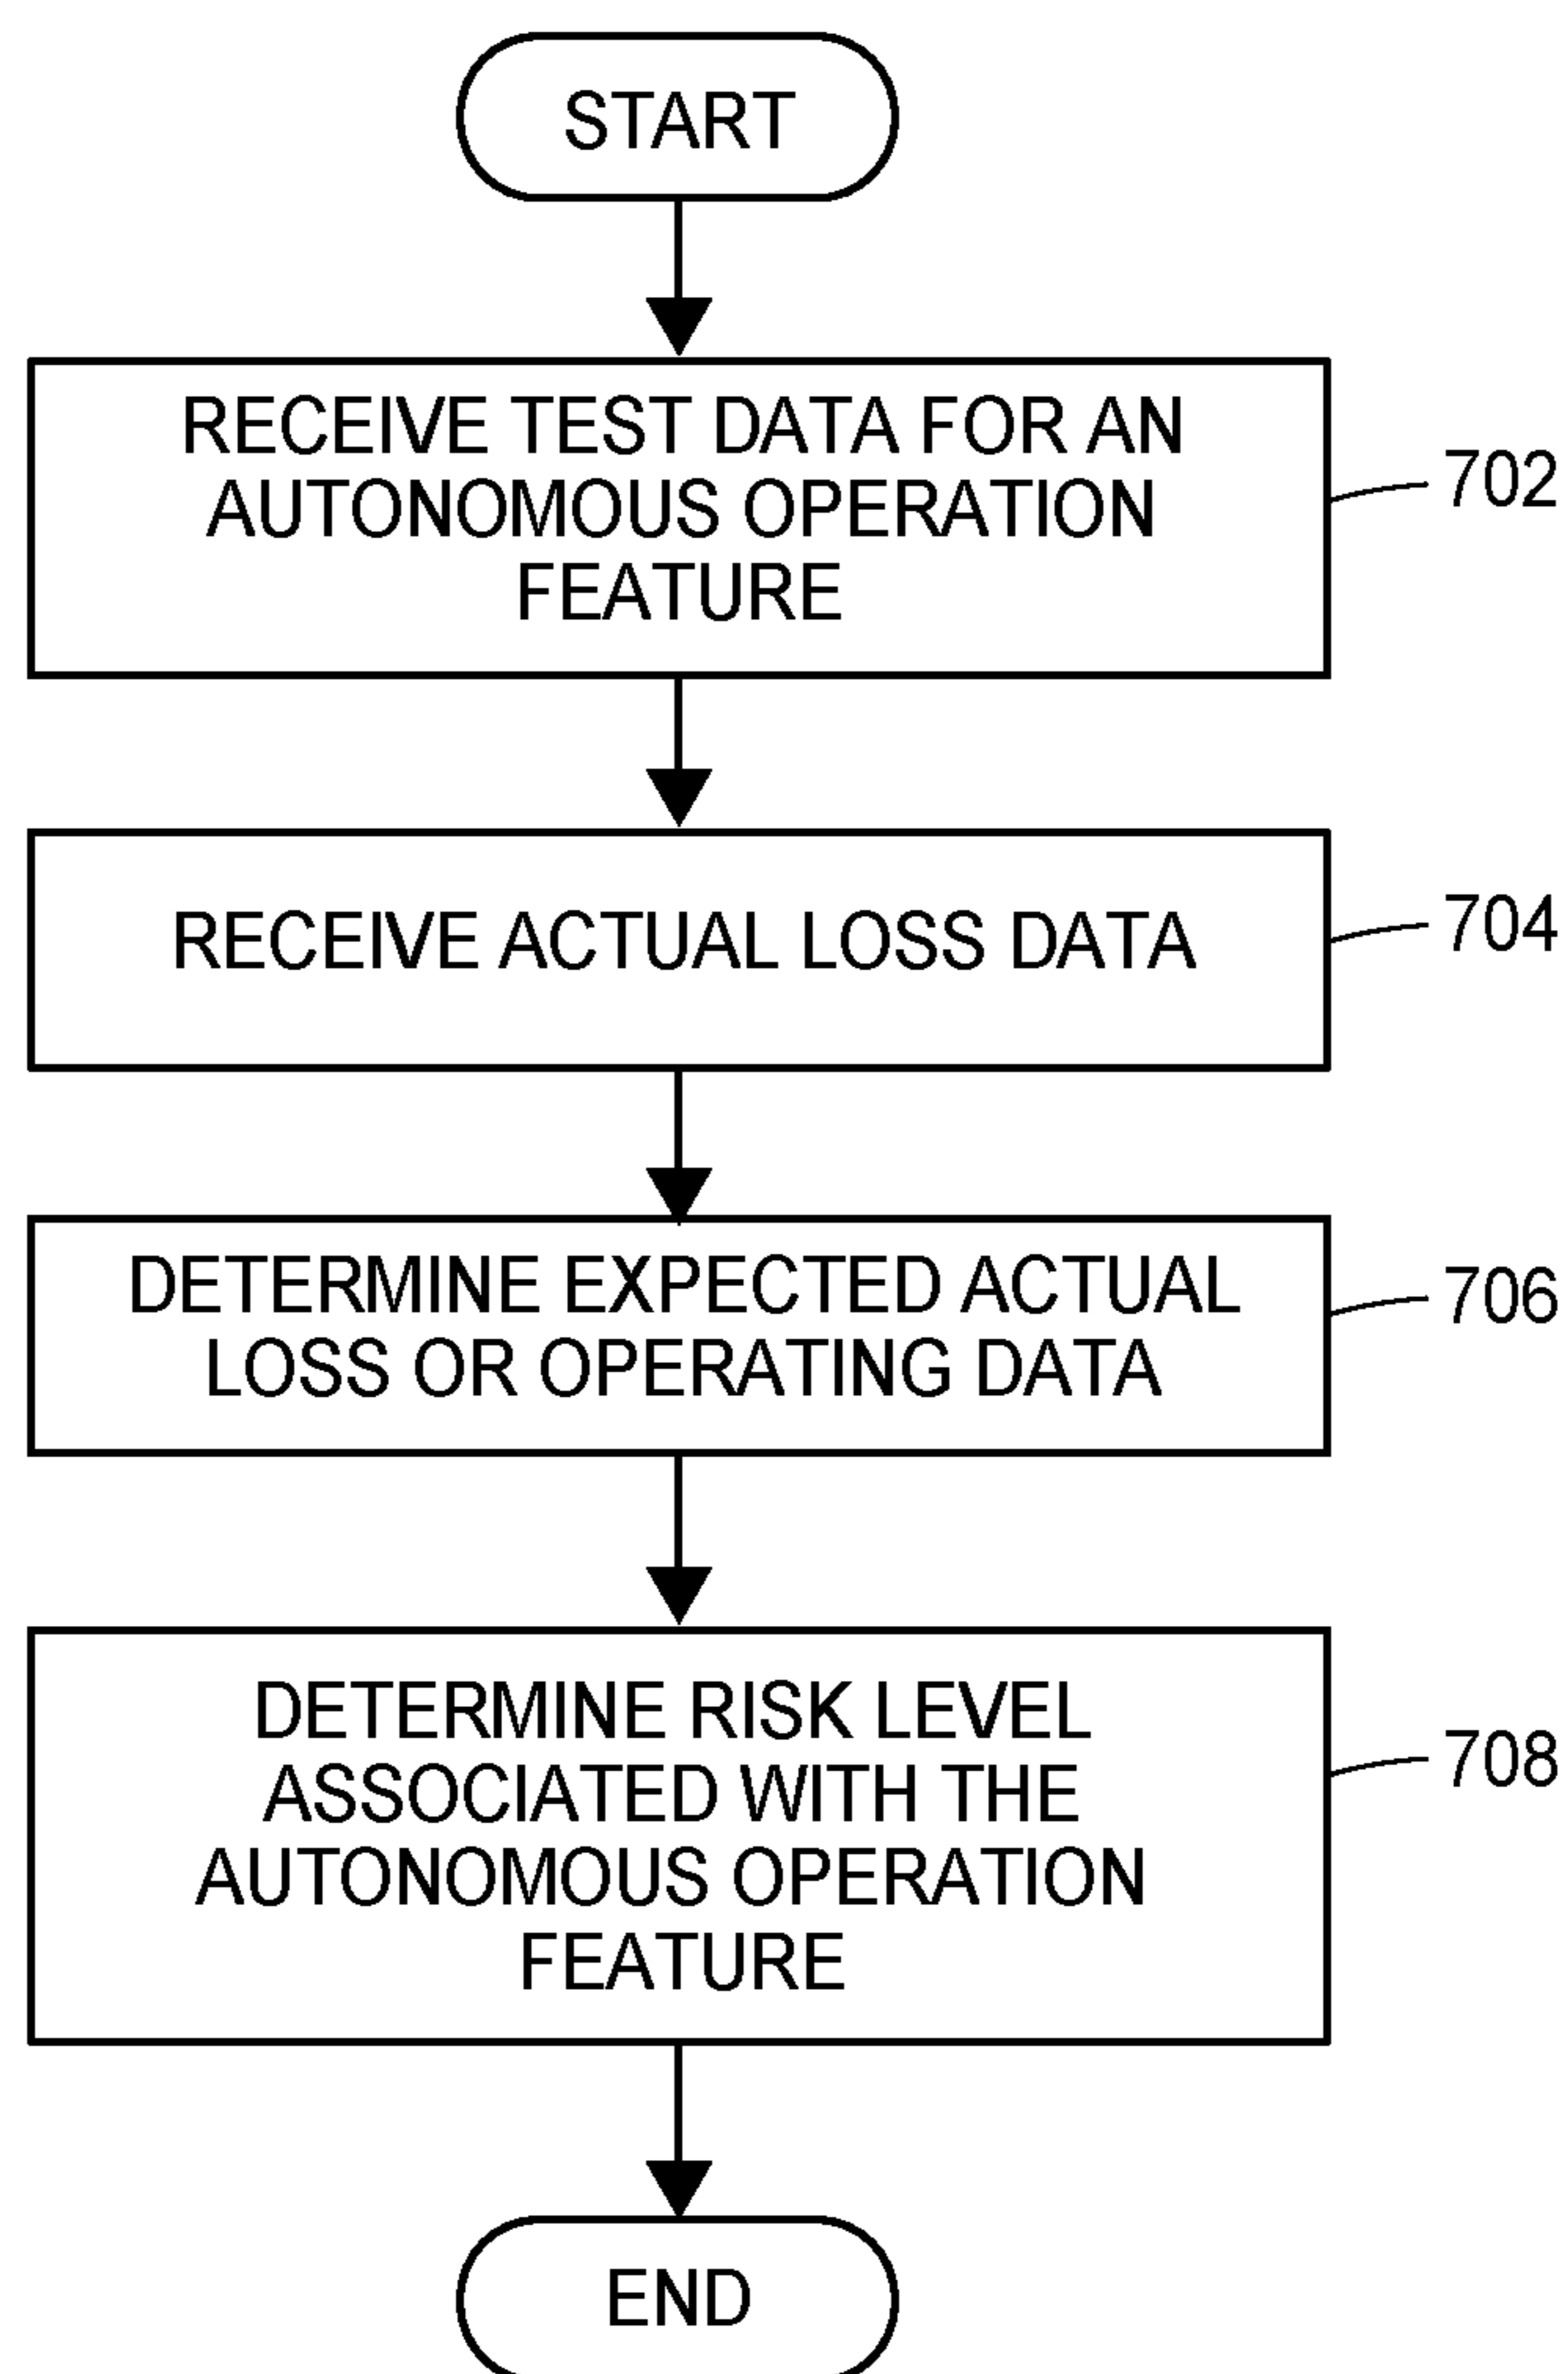 START
RECEIVE TEST DATA FOR AN
AUTONOMOUS OPERATION
FEATURE
702
RECEIVE ACTUAL LOSS DATA
704
DETERMINE EXPECTED ACTUAL
LOSS OR OPERATING DATA
706
DETERMINE RISK LEVEL
ASSOCIATED WITH THE
AUTONOMOUS OPERATION
FEATURE
708
END